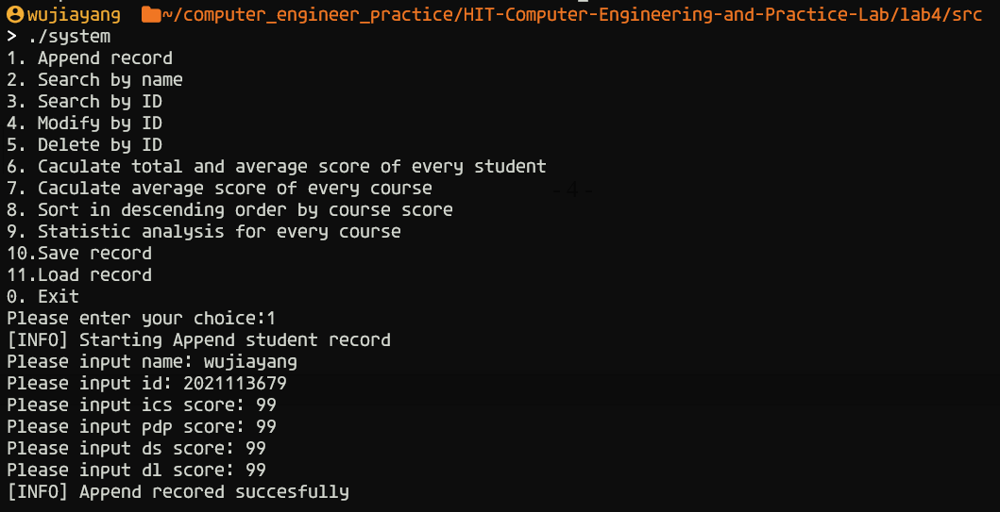 wujiayang ~/computer_engineer_practice/HIT-Computer-Engineering-and-Practice-Lab/lab4/src
> ./system
1. Append record
2. Search by name
3. Search by ID
4. Modify by ID
5. Delete by ID
6. Caculate total and average score of every student
7. Caculate average score of every course
- 4 -
8. Sort in descending order by course score
9. Statistic analysis for every course
10.Save record
11.Load record
0. Exit
Please enter your choice:1
[INFO] Starting Append student record
Please input name: wujiayang
Please input id: 2021113679
Please input ics score: 99
Please input pdp score: 99
Please input ds score: 99
Please input dl score: 99
[INFO] Append recored succesfully